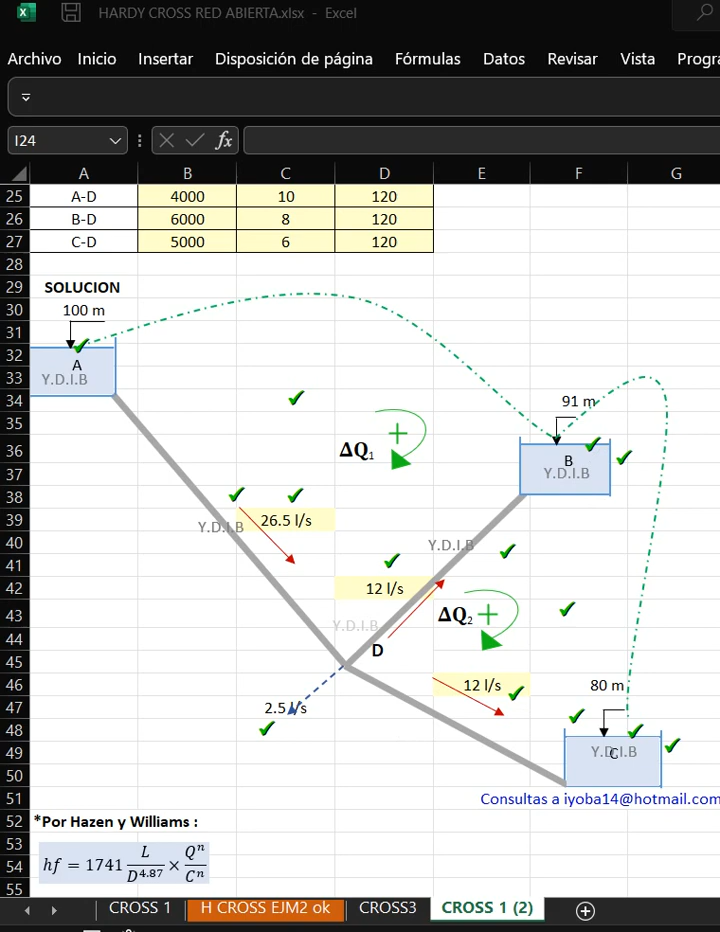 HARDY CROSS RED ABIERTA.xlsx - Excel
Archivo Inicio Insertar Disposición de página Fórmulas Datos Revisar Vista Progra
I24 fx
A B C D E F G
25 A-D 4000 10 120
26 B-D 6000 8 120
27 C-D 5000 6 120
28
29 SOLUCION
30 100 m
31
32 A
33 Y.D.I.B
34 91 m
35
36 ΔQ1 + B
37 Y.D.I.B
38
39 Y.D.I.B 26.5 l/s
40 Y.D.I.B
41
42 12 l/s
43 ΔQ2 +
44 Y.D.I.B D
45
46 12 l/s 80 m
47 2.5 l/s
48
49 Y.D.I.B C
50
51 Consultas a iyoba14@hotmail.com
52 *Por Hazen y Williams :
53
54 hf = 1741 L/D^4.87 × Q^n/C^n
55
CROSS 1 H CROSS EJM2 ok CROSS3 CROSS 1 (2)